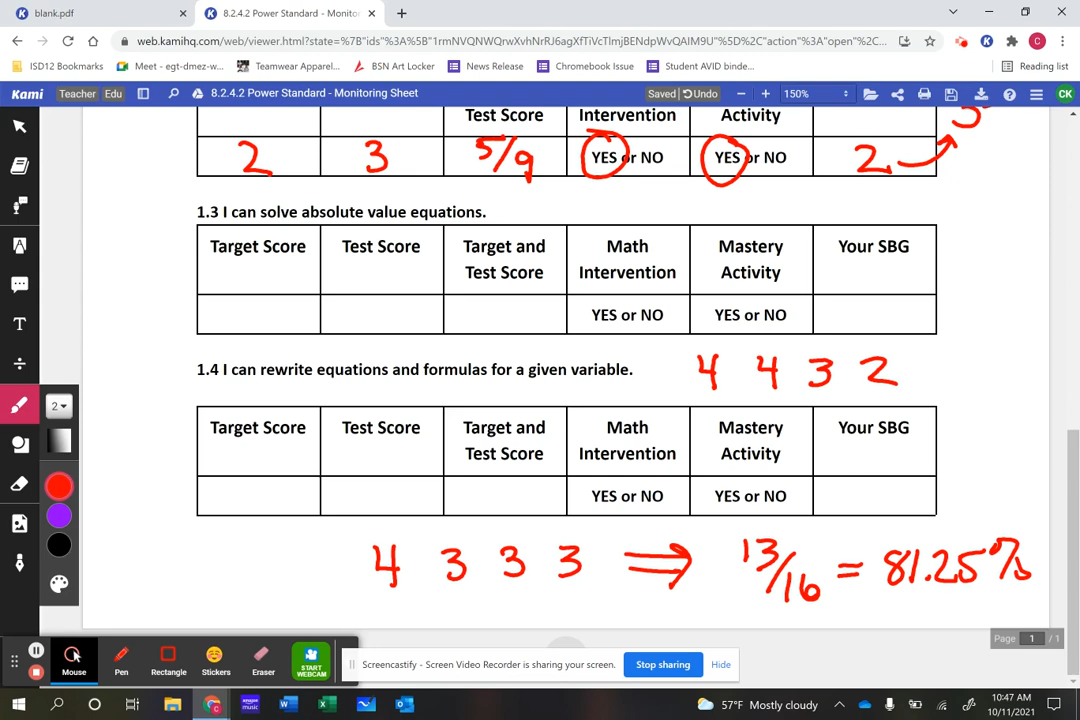 blank.pdf
8.2.4.2 Power Standard - Monitor
web.kamihq.com/web/viewer.html?state=%7B"ids"%3A%5B"1rmNVQNWQrwXvhNrRJ6agXfTiVcTlmjBENdpWvQAlM9U"%5D%2C"action"%3A"open"%2C...
ISD12 Bookmarks
Meet - egt-dmez-w...
Teamwear Apparel...
BSN Art Locker
News Release
Chromebook Issue
Student AVID binde...
Reading list
Kami
Teacher
Edu
8.2.4.2 Power Standard - Monitoring Sheet
Saved
Undo
150%
CK
Test Score
Intervention
Activity
2
3
5/9
YES or NO
YES or NO
2
1.3 I can solve absolute value equations.
Target Score
Test Score
Target and
Test Score
Math
Intervention
Mastery
Activity
Your SBG
YES or NO
YES or NO
1.4 I can rewrite equations and formulas for a given variable.
4 4 3 2
Target Score
Test Score
Target and
Test Score
Math
Intervention
Mastery
Activity
Your SBG
YES or NO
YES or NO
4 3 3 3 ⇒ 13/16 = 81.25%
Page 1 / 1
2
Mouse
Pen
Rectangle
Stickers
Eraser
START
WEBCAM
Screencastify - Screen Video Recorder is sharing your screen.
Stop sharing
Hide
57°F Mostly cloudy
10:47 AM
10/11/2021